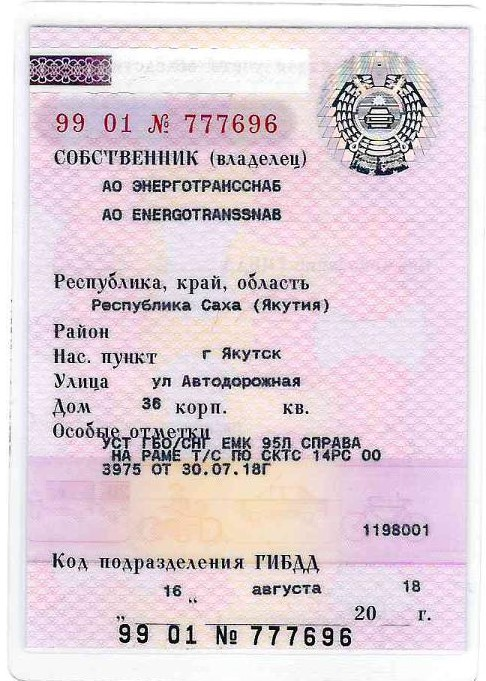 99 01 № 777696
СОБСТВЕННИК (владелец)
АО ЭНЕРГОТРАНССНАБ
АО ENERGOTRANSSNAB
Республика, край, область
Республика Саха (Якутия)
Район
Нас. пункт г Якутск
Улица ул Автодорожная
Дом 36 корп. кв.
Особые отметки
УСТ ГБО/СНГ ЕМК 95Л СПРАВА
НА РАМЕ Т/С ПО СКТС 14РС 00
3975 ОТ 30.07.18Г
1198001
Код подразделения ГИБДД
16 августа 18
„ “ 20 г.
99 01 № 777696